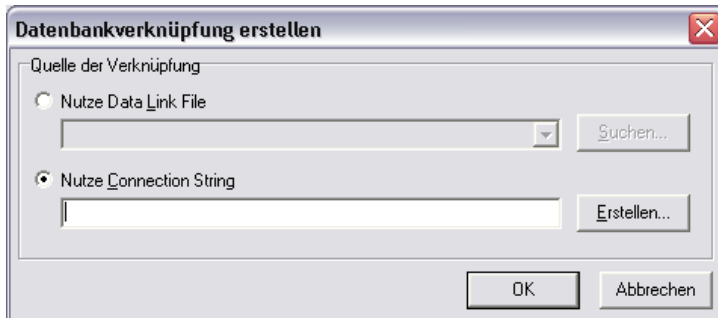 Datenbankverknüpfung erstellen
Quelle der Verknüpfung
Nutze Data Link File
Suchen...
Nutze Connection String
Erstellen...
OK
Abbrechen